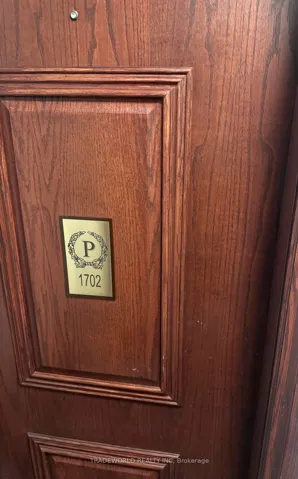 P
1702
TRADEWORLD REALTY INC, Brokerage